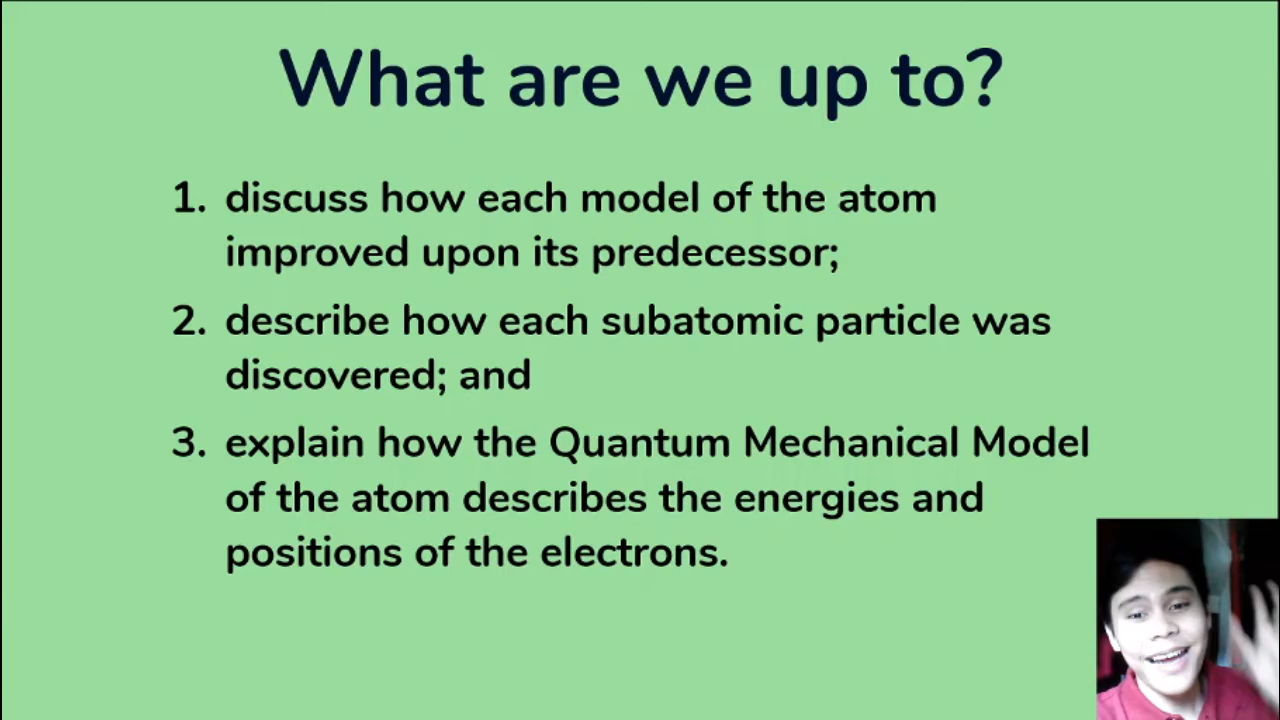 What are we up to?
1. discuss how each model of the atom
improved upon its predecessor;
2. describe how each subatomic particle was
discovered; and
3. explain how the Quantum Mechanical Model
of the atom describes the energies and
positions of the electrons.